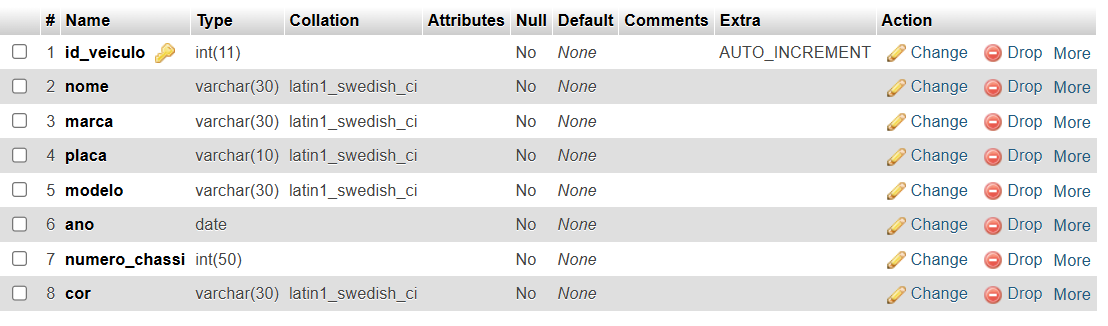 # Name Type Collation Attributes Null Default Comments Extra Action
1 id_veiculo int(11) No None AUTO_INCREMENT Change Drop More
2 nome varchar(30) latin1_swedish_ci No None Change Drop More
3 marca varchar(30) latin1_swedish_ci No None Change Drop More
4 placa varchar(10) latin1_swedish_ci No None Change Drop More
5 modelo varchar(30) latin1_swedish_ci No None Change Drop More
6 ano date No None Change Drop More
7 numero_chassi int(50) No None Change Drop More
8 cor varchar(30) latin1_swedish_ci No None Change Drop More